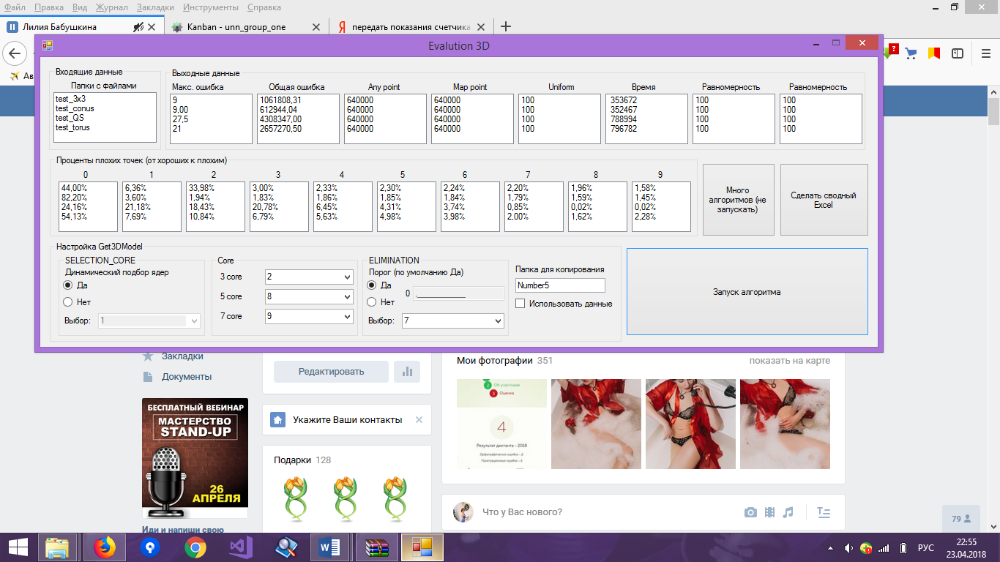 Файл Правка Вид Журнал Закладки Инструменты Справка
Лилия Бабушкина
Kanban - unn_group_one
Я передать показания счетчика
Ав
Evalution 3D
Входящие данные
Папки с файлами
test_3x3
test_conus
test_QS
test_torus
Выходные данные
Макс. ошибка Общая ошибка Any point Map point Uniform Время Равномерность Равномерность
9 1061808,31 640000 640000 100 353672 100 100
9,00 612944,04 640000 640000 100 352467 100 100
27,5 4308347,00 640000 640000 100 788994 100 100
21 2657270,50 640000 640000 100 796782 100 100
Проценты плохих точек (от хороших к плохим)
0 1 2 3 4 5 6 7 8 9
44,00% 6,36% 33,98% 3,00% 2,33% 2,30% 2,24% 2,20% 1,96% 1,58%
82,20% 3,60% 1,94% 1,83% 1,86% 1,85% 1,84% 1,79% 1,59% 1,45%
24,16% 21,18% 18,43% 20,78% 6,45% 4,31% 3,74% 0,85% 0,02% 0,02%
54,13% 7,69% 10,84% 6,79% 5,63% 4,98% 3,98% 2,00% 1,62% 2,28%
Много
алгоритмов (не
запускать)
Сделать сводный
Excel
Настройка Get3DModel
SELECTION_CORE
Динамический подбор ядер
Да
Нет
Выбор: 1
Core
3 core 2
5 core 8
7 core 9
ELIMINATION
Порог (по умолчанию Да)
Да
0 ,___________
Нет
Выбор: 7
Папка для копирования
Number5
Использовать данные
Запуск алгоритма
Закладки
Документы
БЕСПЛАТНЫЙ ВЕБИНАР
МАСТЕРСТВО
STAND-UP
26
АПРЕЛЯ
Иди и напиши свою
Редактировать
Укажите Ваши контакты
Подарки 128
Мои фотографии 351
показать на карте
2 Об участнике
3 Оценка
4
Результат диктанта - 2018
Орфографические ошибки - 2
Пунктуационные ошибки - 2
Что у Вас нового?
79
РУС
22:55
23.04.2018